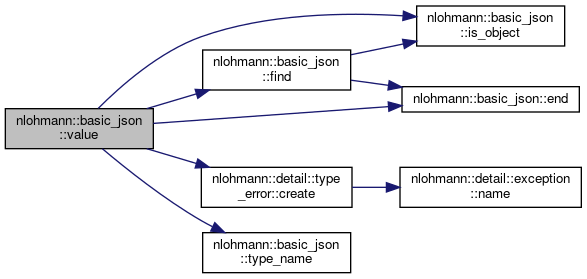 nlohmann::basic_json
::value
nlohmann::basic_json
::find
nlohmann::basic_json
::is_object
nlohmann::basic_json::end
nlohmann::detail::type
_error::create
nlohmann::detail::exception
::name
nlohmann::basic_json
::type_name